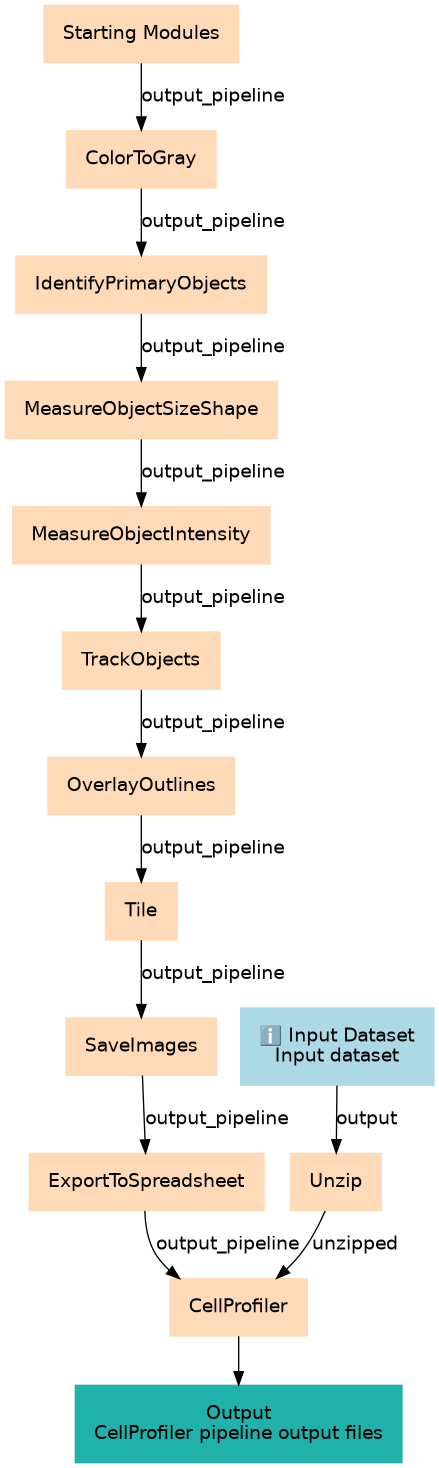 Starting Modules
output_pipeline
ColorToGray
output_pipeline
IdentifyPrimaryObjects
output_pipeline
MeasureObjectSizeShape
output_pipeline
MeasureObjectIntensity
output_pipeline
TrackObjects
output_pipeline
OverlayOutlines
output_pipeline
Tile
output_pipeline
SaveImages
ℹ️ Input Dataset
Input dataset
output_pipeline
output
ExportToSpreadsheet
Unzip
output_pipeline
unzipped
CellProfiler
Output
CellProfiler pipeline output files